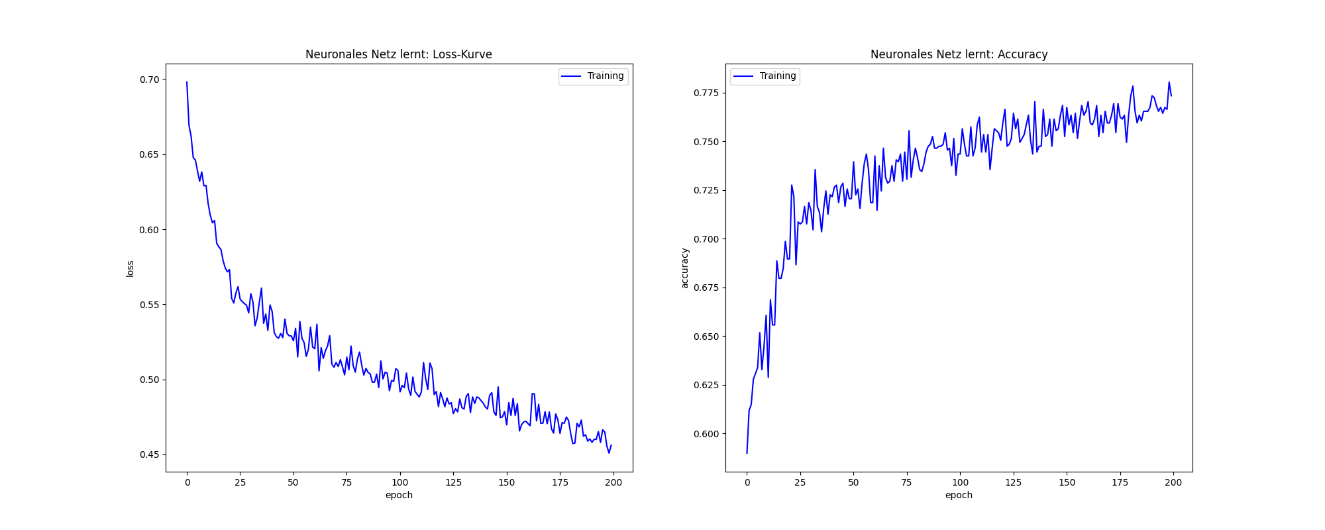 Neuronales Netz lernt: Loss-Kurve
Training
0.70
0.65
0.60
0.55
0.50
0.45
loss
0 25 50 75 100 125 150 175 200
epoch
Neuronales Netz lernt: Accuracy
Training
0.775
0.750
0.725
0.700
0.675
0.650
0.625
0.600
accuracy
0 25 50 75 100 125 150 175 200
epoch